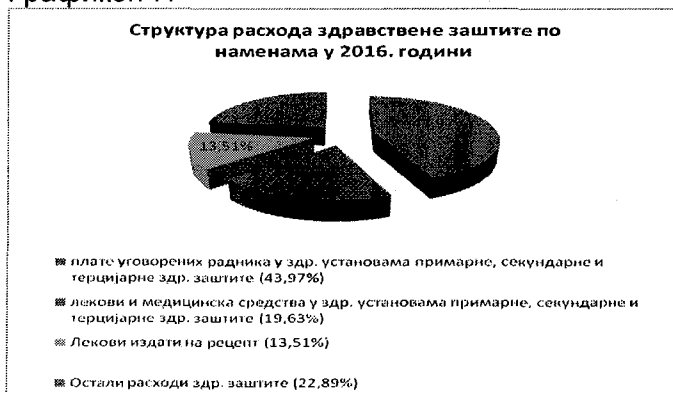 Структура расхода здравствене заштите по
наменама у 2016. години
13,51%
плате уговорених радника у здр. установама примарне, секундарне и
терцијарне здр. заштите (43,97%)
лекови и медицинска средства у здр. установама примарне, секундарне и
терцијарне здр. заштите (19,63%)
Лекови издати на рецепт (13,51%)
Остали расходи здр. заштите (22,89%)